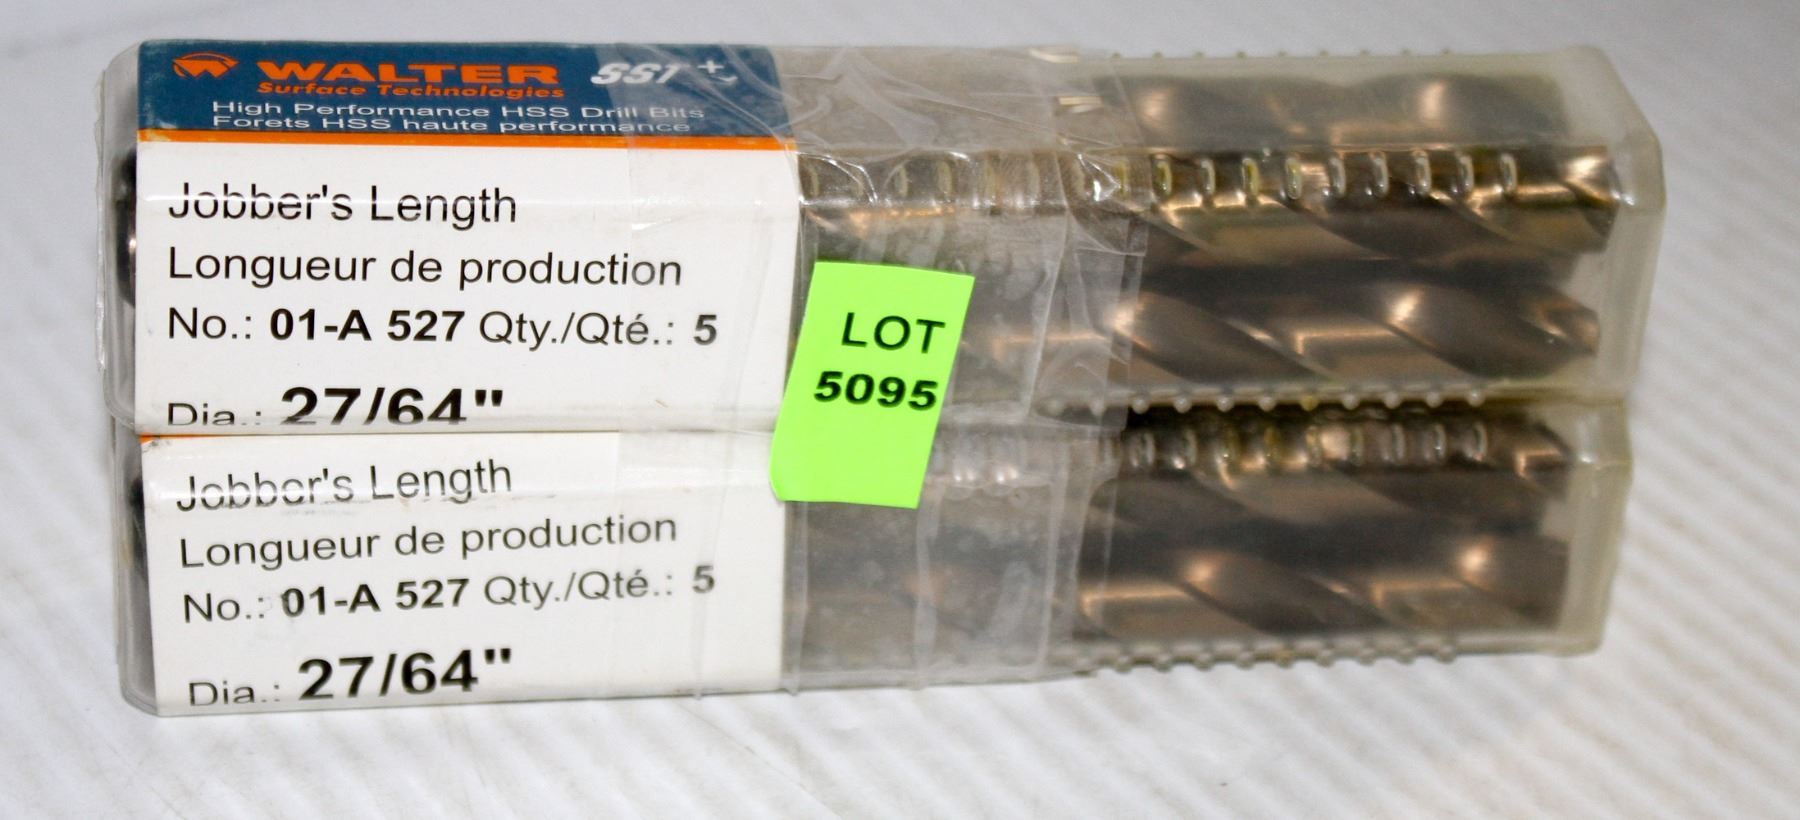 WALTER SST+
Surface Technologies
High Performance HSS Drill Bits
Forets HSS haute performance
Jobber's Length
Longueur de production
No.: 01-A 527 Qty./Qté.: 5
Dia.: 27/64"
LOT
5095
Jobber's Length
Longueur de production
No.: 01-A 527 Qty./Qté.: 5
Dia.: 27/64"